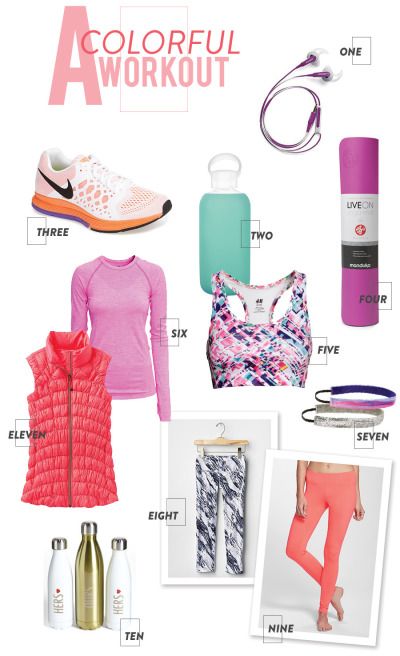 A COLORFUL
WORKOUT
ONE
THREE
TWO
LIVEON
manduka
FOUR
SIX
H&M
FIVE
ELEVEN
SEVEN
EIGHT
HERS
HERS
TEN
NINE